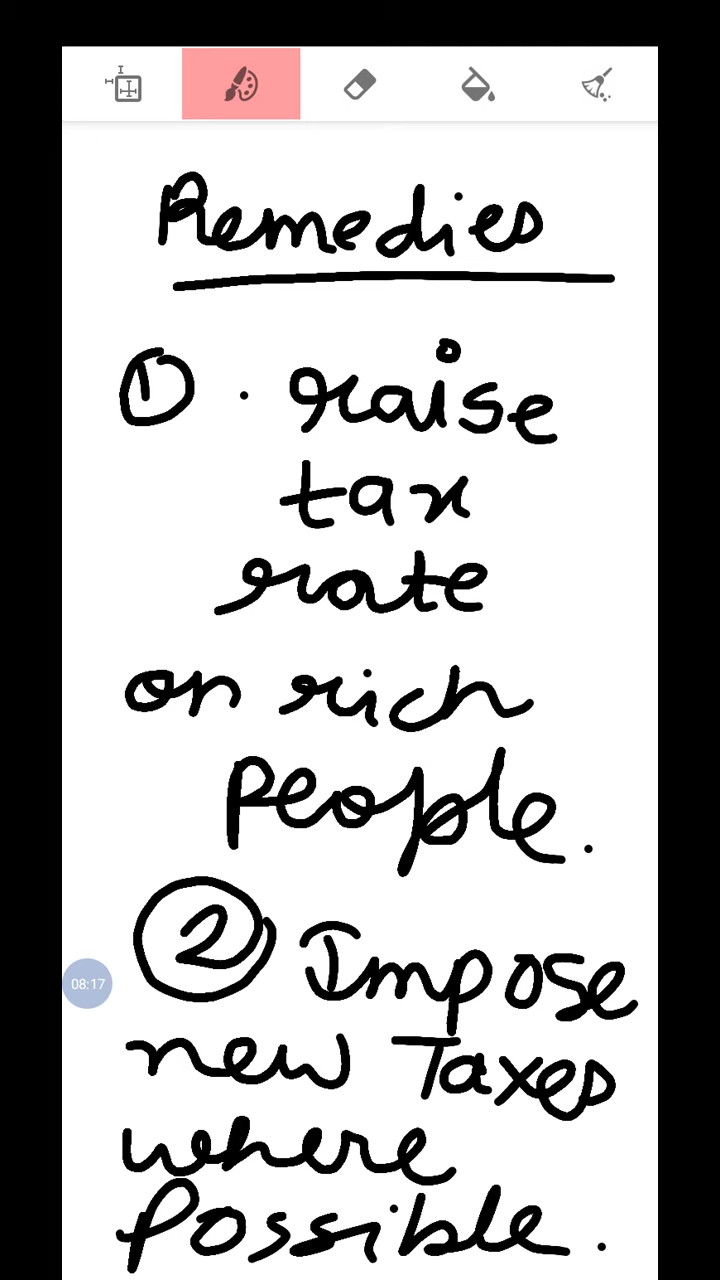 Remedies
① . raise
tax
rate
on rich
People.
② Impose
new Taxes
where
Possible.
08:17